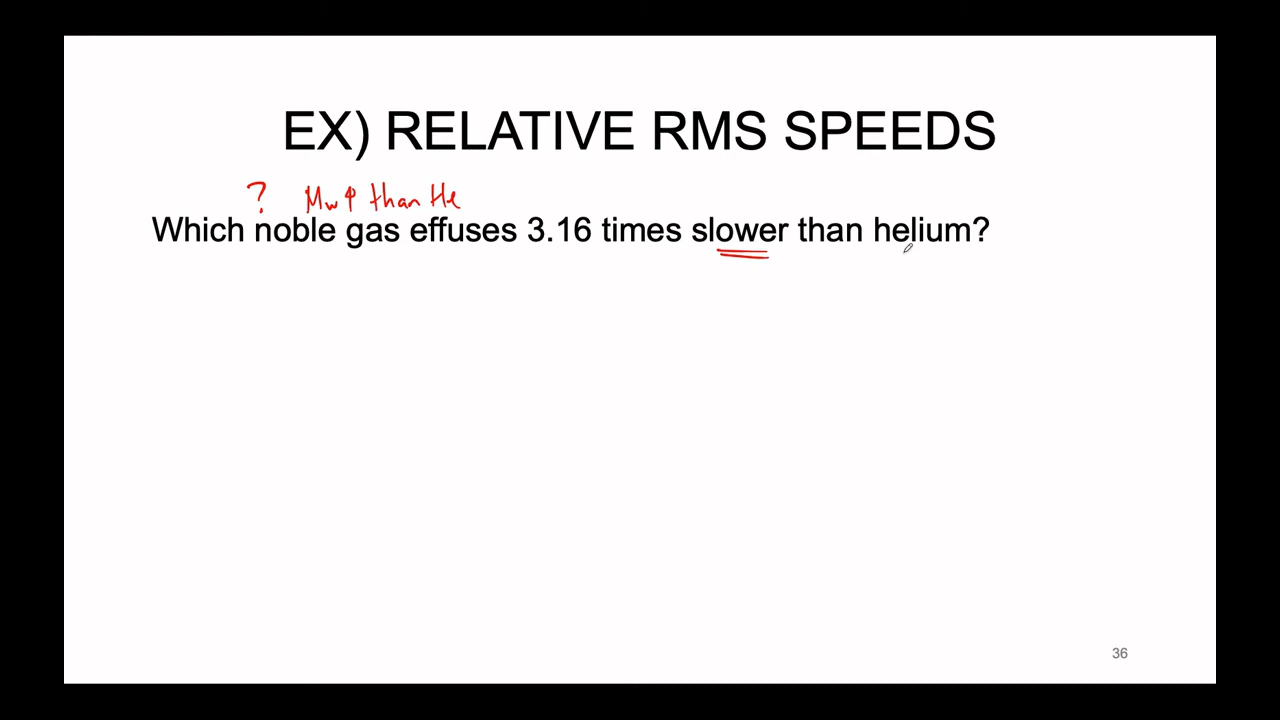 EX) RELATIVE RMS SPEEDS
? Mw↑ than He
Which noble gas effuses 3.16 times slower than helium?
36